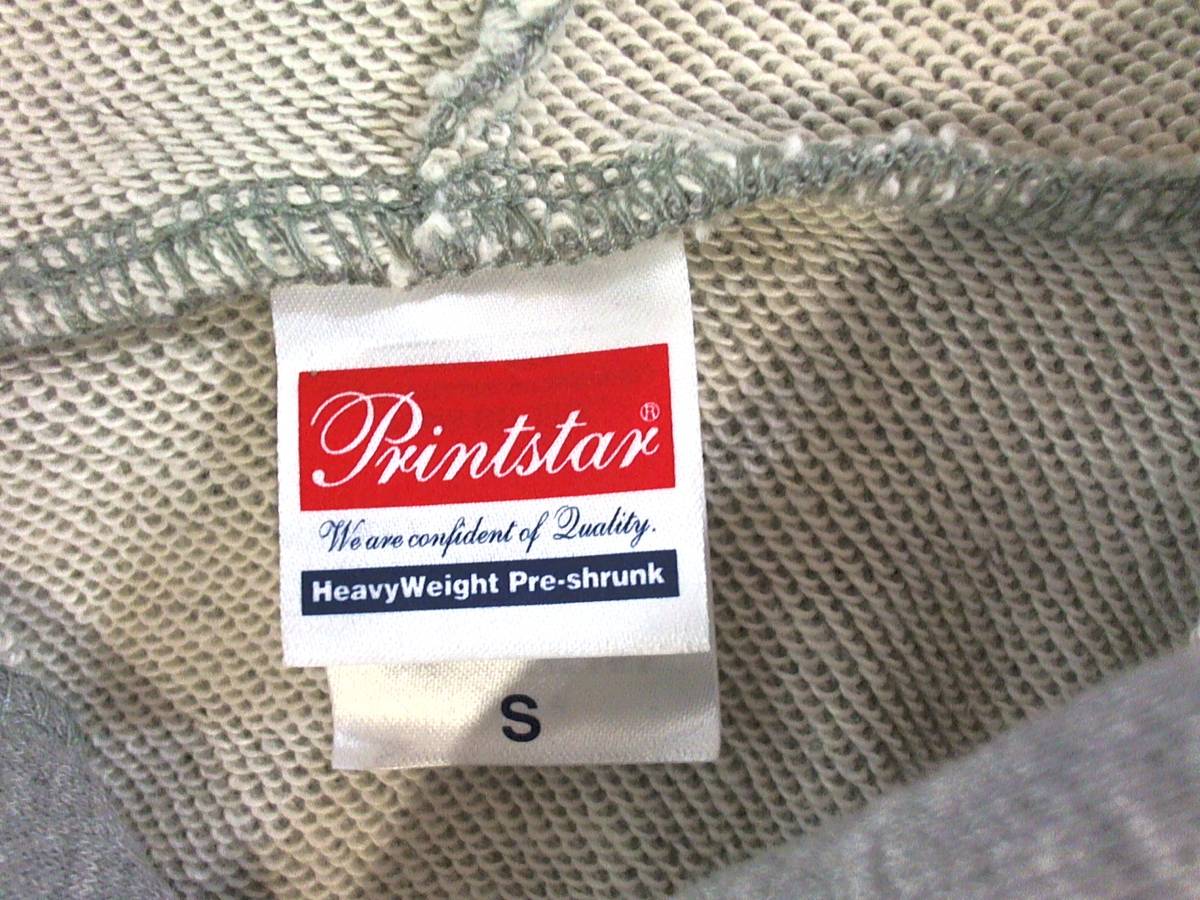 Printstar®
We are confident of Quality.
HeavyWeight Pre-shrunk
S